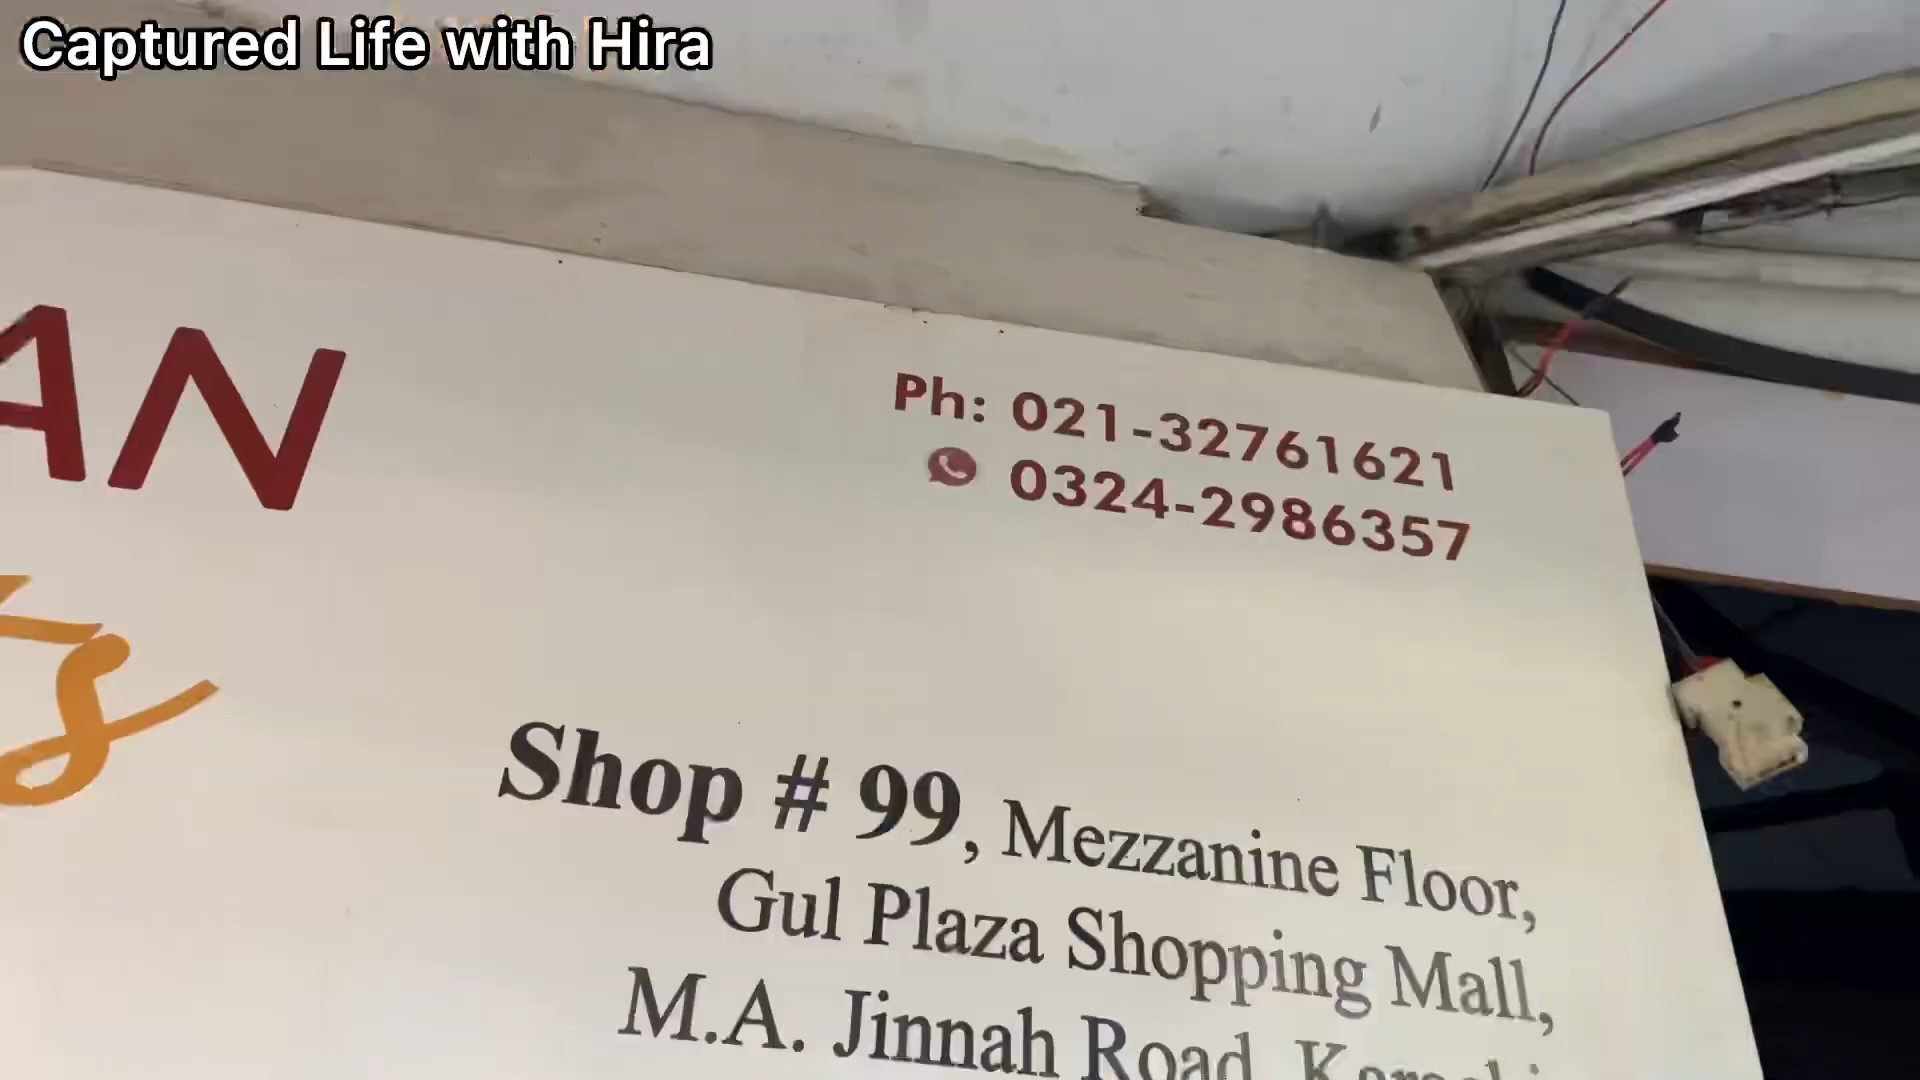 Captured Life with Hira
AN
Ph: 021-32761621
0324-2986357
s
Shop # 99, Mezzanine Floor,
Gul Plaza Shopping Mall,
M.A. Jinnah Road,